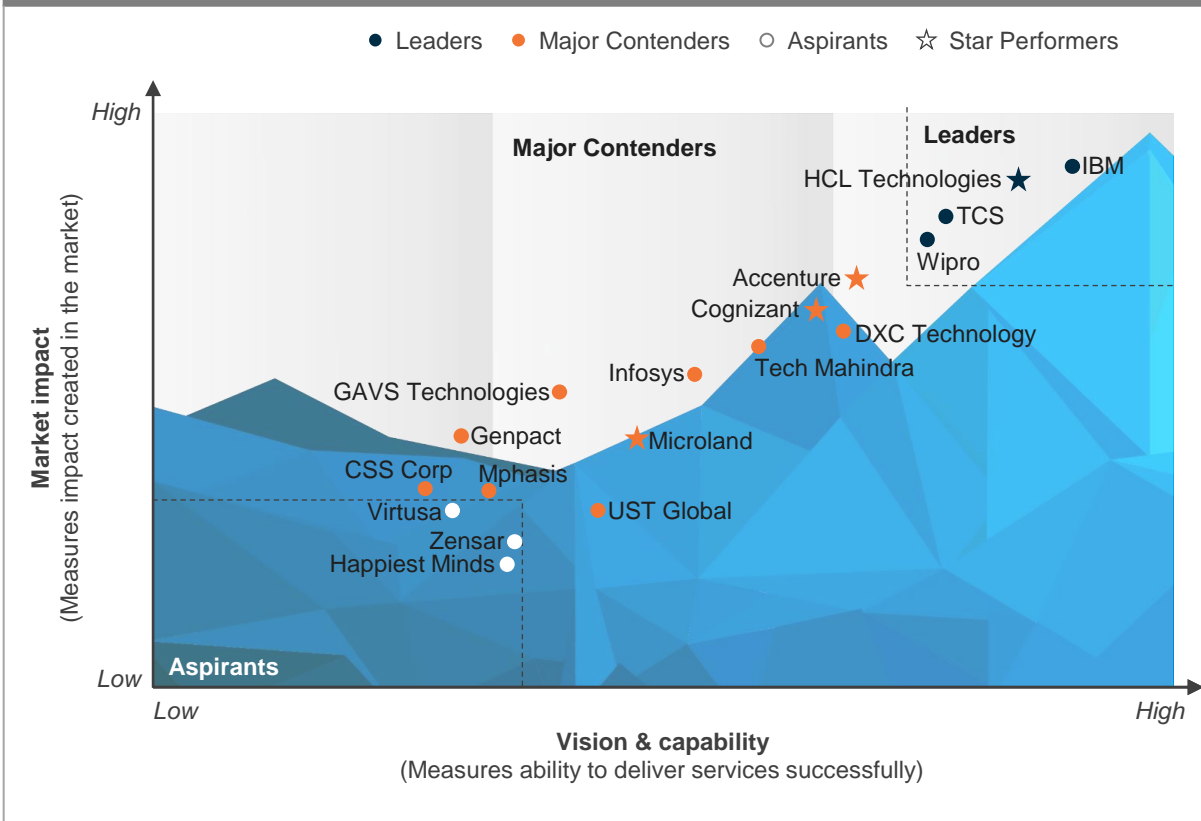 Leaders
Major Contenders
Aspirants
Star Performers
High
Major Contenders
Leaders
IBM
HCL Technologies
TCS
Wipro
Accenture
Cognizant
DXC Technology
Tech Mahindra
Infosys
GAVS Technologies
Genpact
Microland
CSS Corp
Mphasis
Virtusa
UST Global
Zensar
Happiest Minds
Aspirants
Market impact
(Measures impact created in the market)
Low
Low
High
Vision & capability
(Measures ability to deliver services successfully)